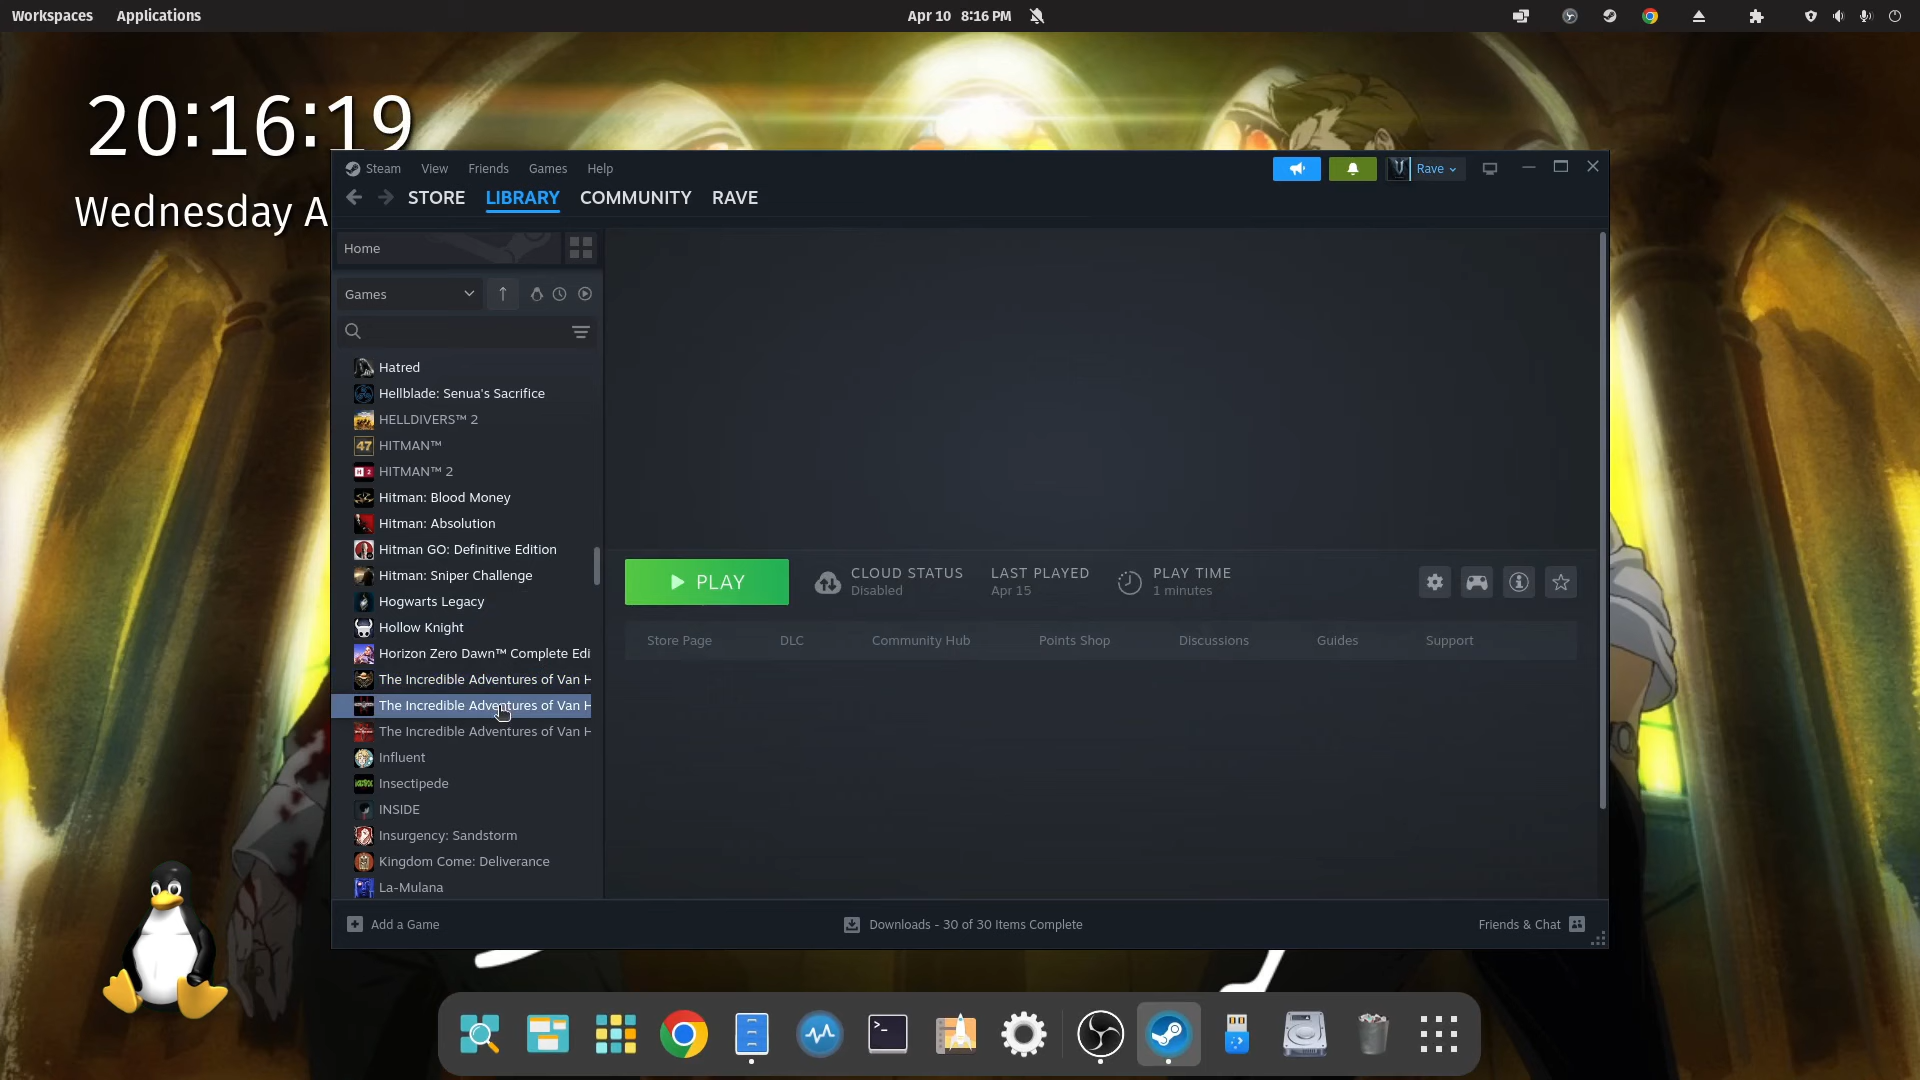 Workspaces Applications Apr 10 8:16 PM
20:16:19
Wednesday A
Steam View Friends Games Help Rave
STORE LIBRARY COMMUNITY RAVE
Home
Games
Hatred
Hellblade: Senua's Sacrifice
HELLDIVERS™ 2
HITMAN™
HITMAN™ 2
Hitman: Blood Money
Hitman: Absolution
Hitman GO: Definitive Edition
Hitman: Sniper Challenge
Hogwarts Legacy
Hollow Knight
Horizon Zero Dawn™ Complete Edi
The Incredible Adventures of Van H
The Incredible Adventures of Van H
The Incredible Adventures of Van H
Influent
Insectipede
INSIDE
Insurgency: Sandstorm
Kingdom Come: Deliverance
La-Mulana
PLAY
CLOUD STATUS
Disabled
LAST PLAYED
Apr 15
PLAY TIME
1 minutes
Store Page DLC Community Hub Points Shop Discussions Guides Support
Add a Game Downloads - 30 of 30 Items Complete Friends & Chat